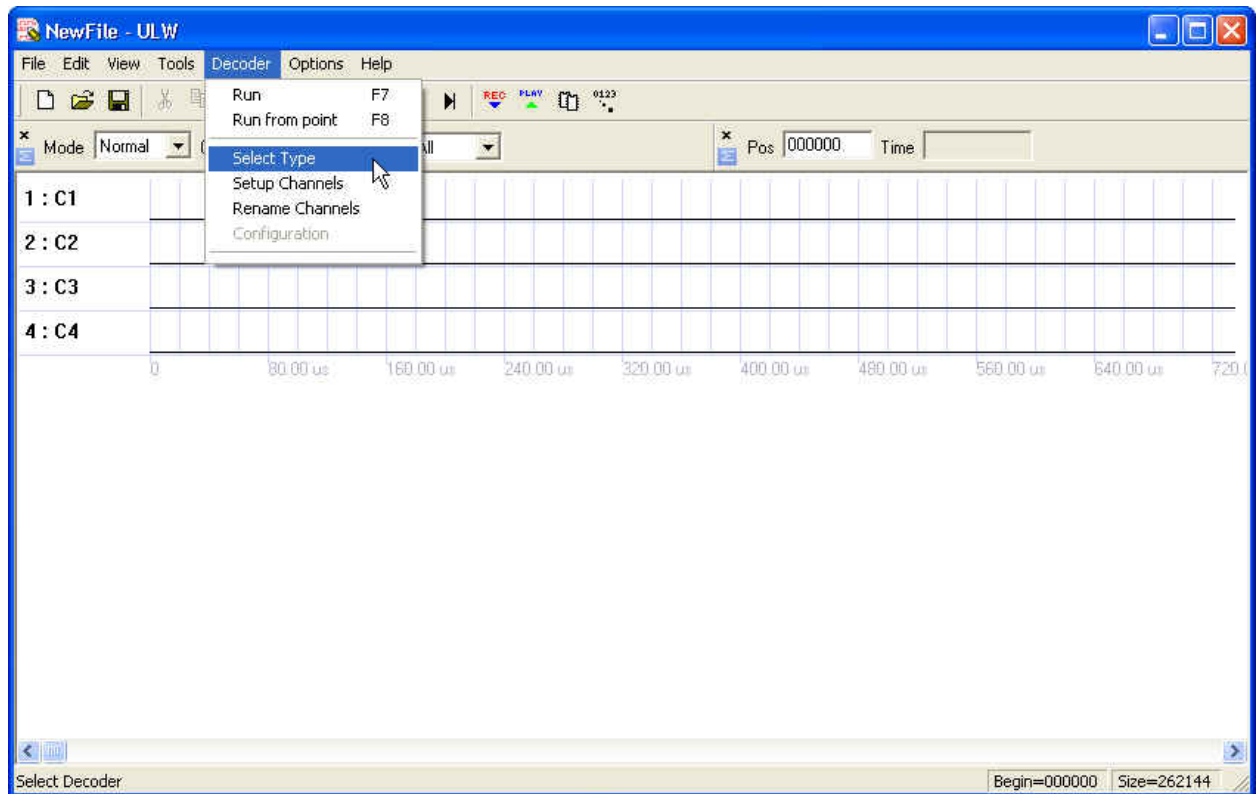 NewFile - ULW
File Edit View Tools Decoder Options Help
Run F7
Run from point F8
Select Type
Setup Channels
Rename Channels
Configuration
REC PLAY 0123
Mode Normal
Pos 000000 Time
1 : C1
2 : C2
3 : C3
4 : C4
0 80.00 us 160.00 us 240.00 us 320.00 us 400.00 us 480.00 us 560.00 us 640.00 us
Select Decoder Begin=000000 Size=262144